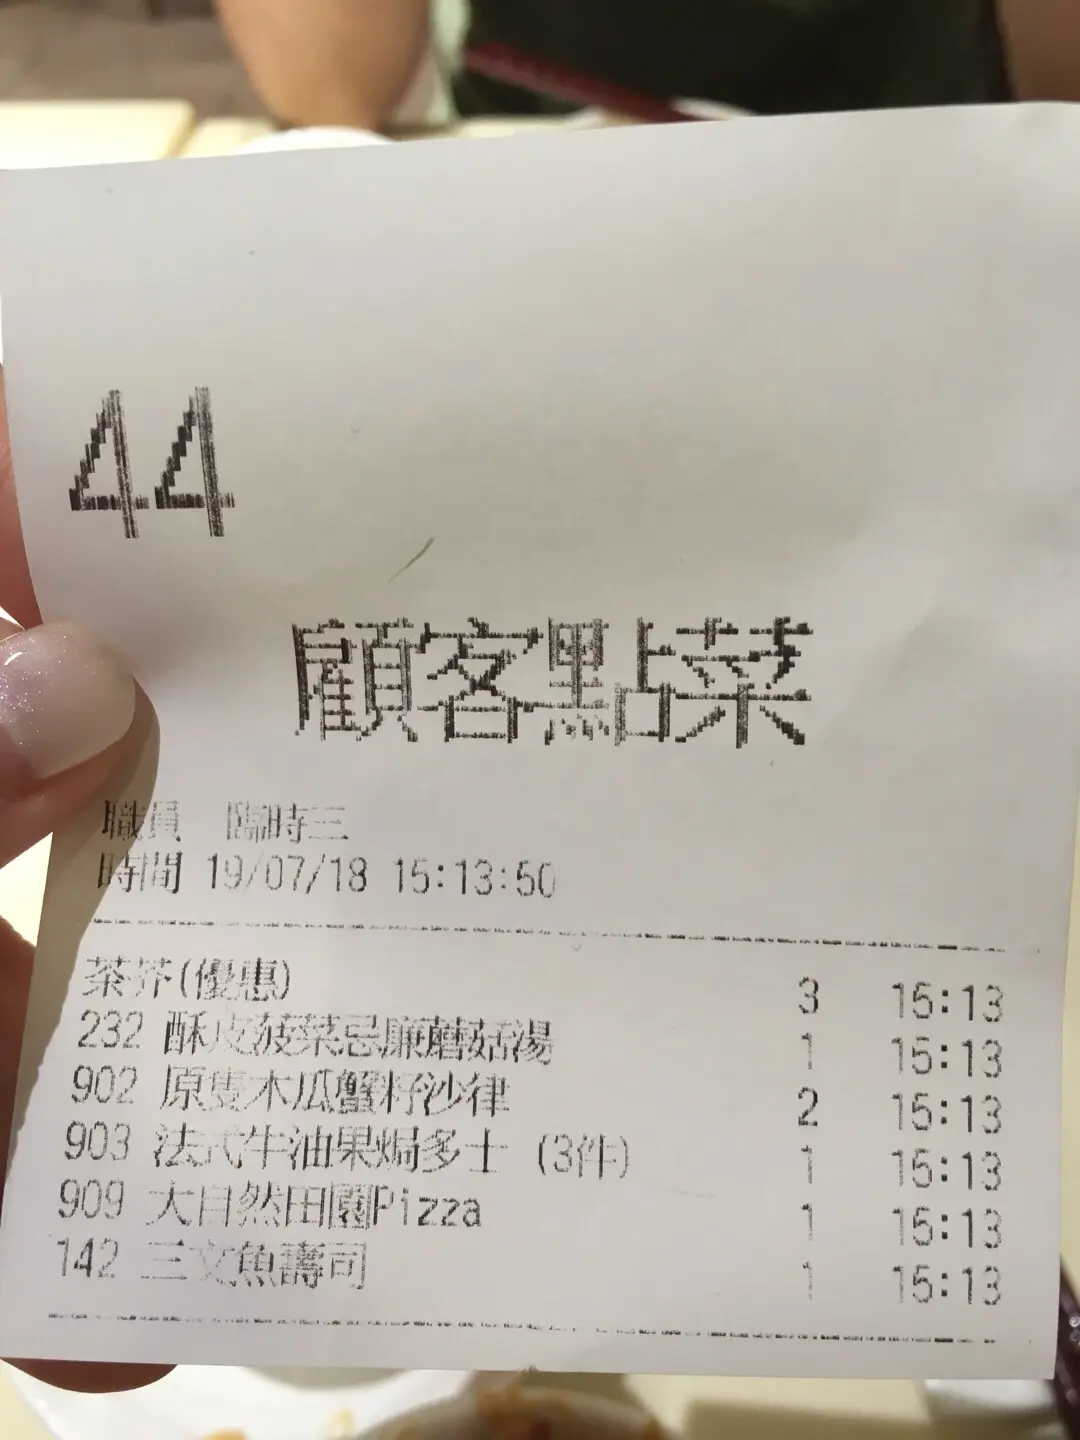 44
顧客點菜
職員 臨時三
時間 19/07/18 15:13:50
茶芥(優惠) 3 15:13
232 酥皮菠菜忌廉蘑菇湯 1 15:13
902 原隻木瓜蟹籽沙律 2 15:13
903 法式牛油果焗多士 (3件) 1 15:13
909 大自然田園Pizza 1 15:13
142 三文魚壽司 1 15:13